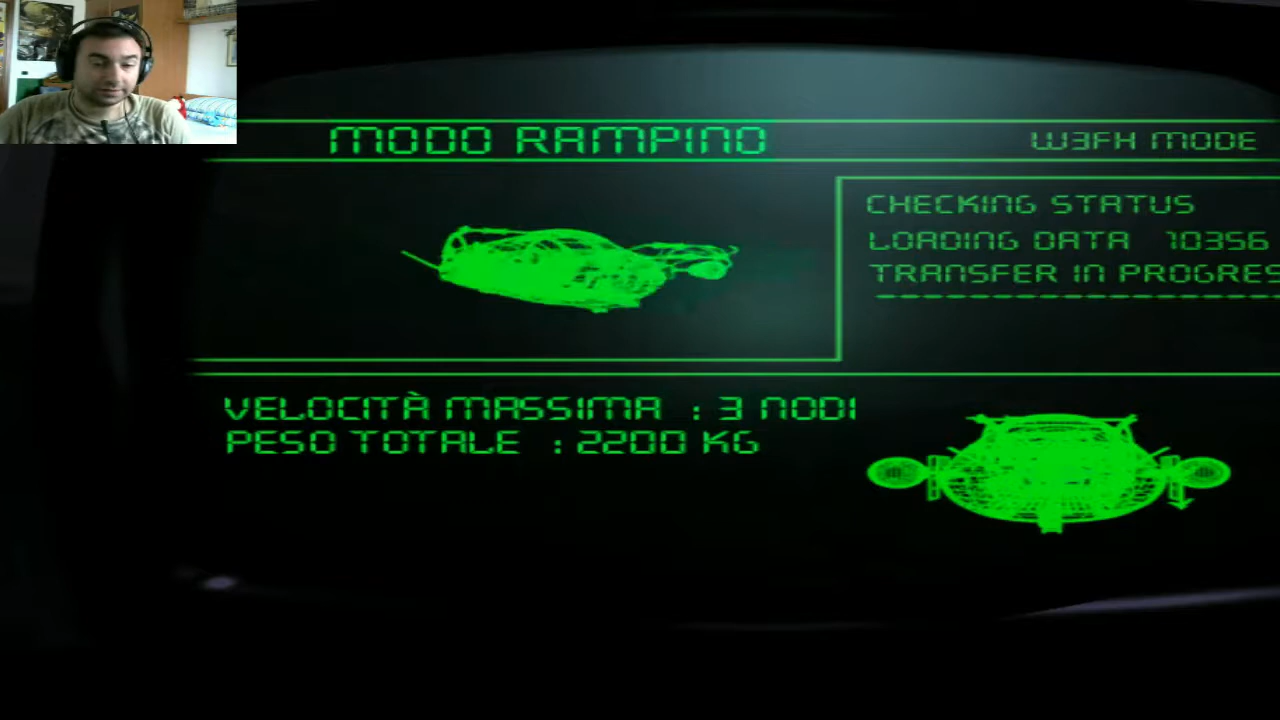 MODO RAMPINO
W3FH MODE
CHECKING STATUS
LOADING DATA 10356
TRANSFER IN PROGRES
VELOCITÀ MASSIMA : 3 NODI
PESO TOTALE : 2200 KG